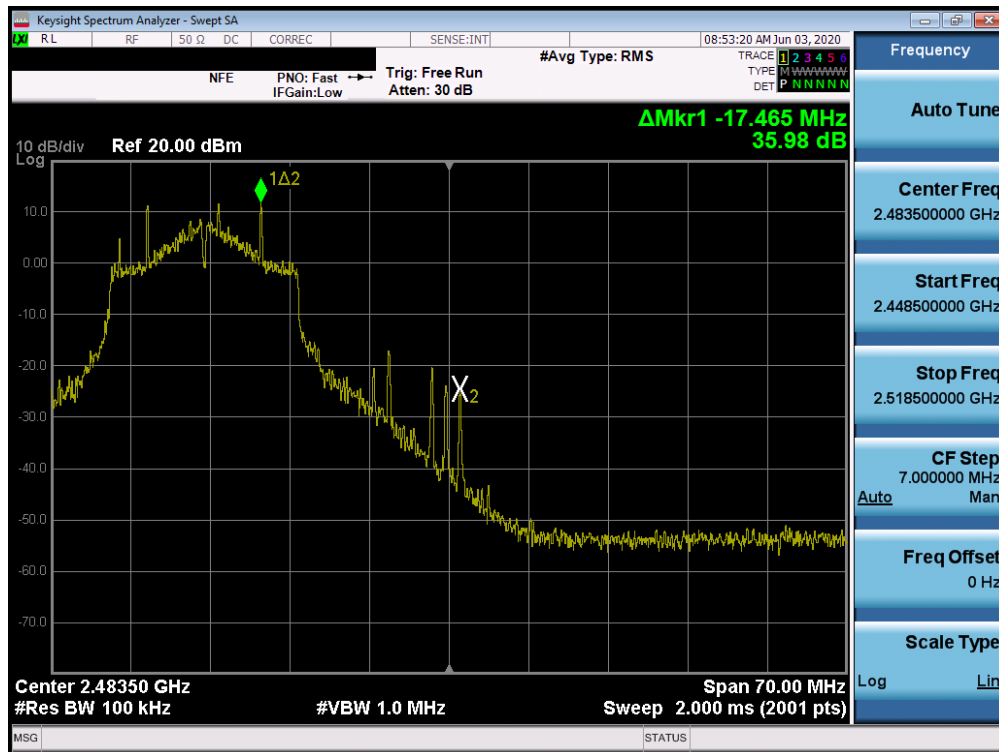 Keysight Spectrum Analyzer - Swept SA
LXI RL RF 50 Ω DC CORREC SENSE:INT 08:53:20 AM Jun 03, 2020
NFE PNO: Fast Trig: Free Run #Avg Type: RMS TRACE 1 2 3 4 5 6
IFGain:Low Atten: 30 dB TYPE M WWWWW
DET P N N N N N
ΔMkr1 -17.465 MHz
35.98 dB
10 dB/div Ref 20.00 dBm
Log
1Δ2
10.0
0.00
-10.0
-20.0
X2
-30.0
-40.0
-50.0
-60.0
-70.0
Center 2.48350 GHz Span 70.00 MHz
#Res BW 100 kHz #VBW 1.0 MHz Sweep 2.000 ms (2001 pts)
MSG STATUS
Frequency
Auto Tune
Center Freq
2.483500000 GHz
Start Freq
2.448500000 GHz
Stop Freq
2.518500000 GHz
CF Step
7.000000 MHz
Auto Man
Freq Offset
0 Hz
Scale Type
Log Lin